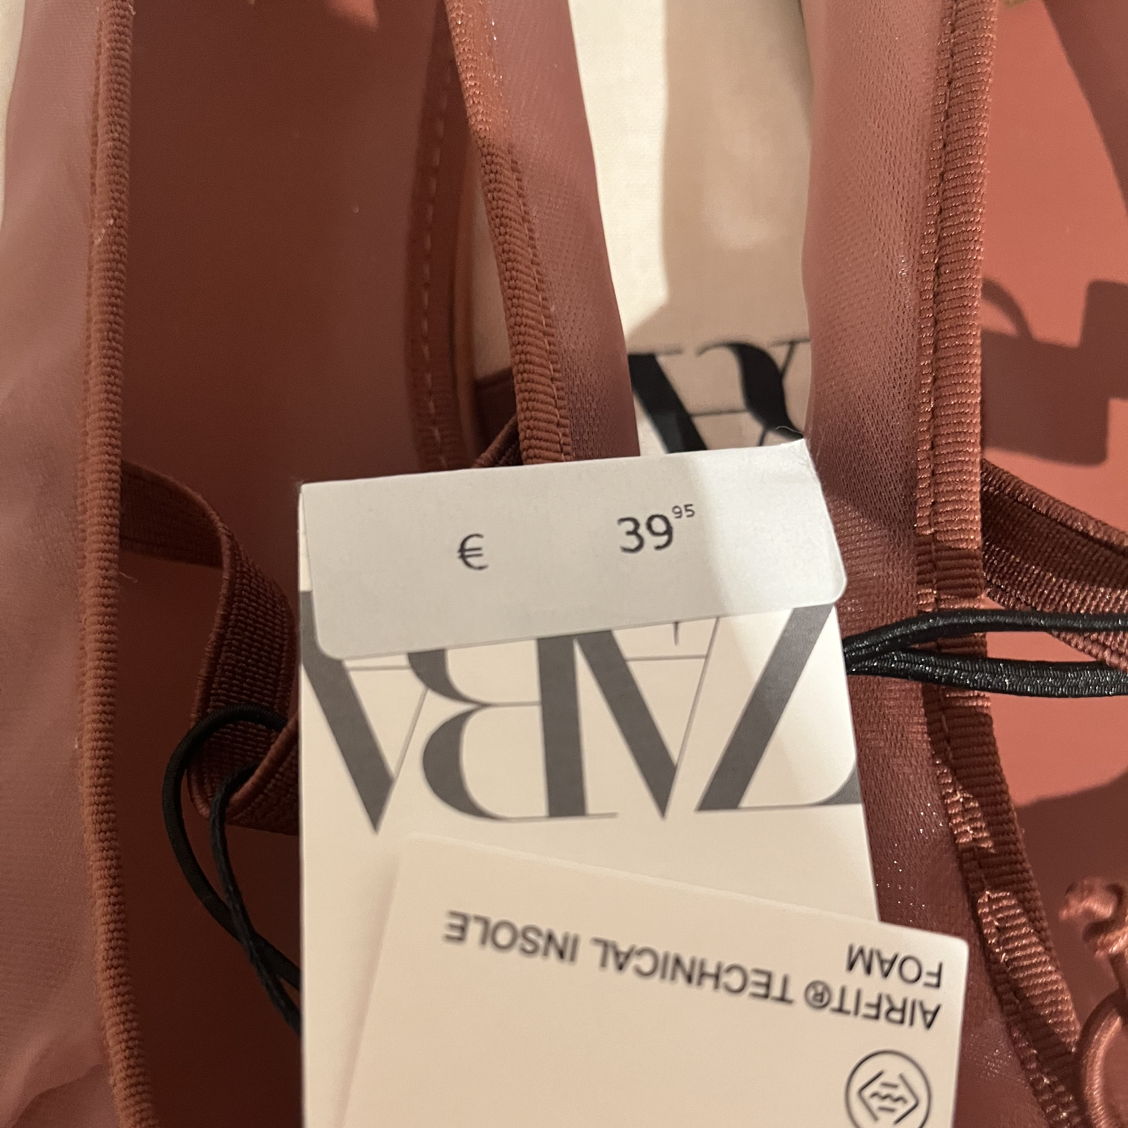 € 39⁹⁵
ZARA
AIRFIT® TECHNICAL INSOLE
FOAM